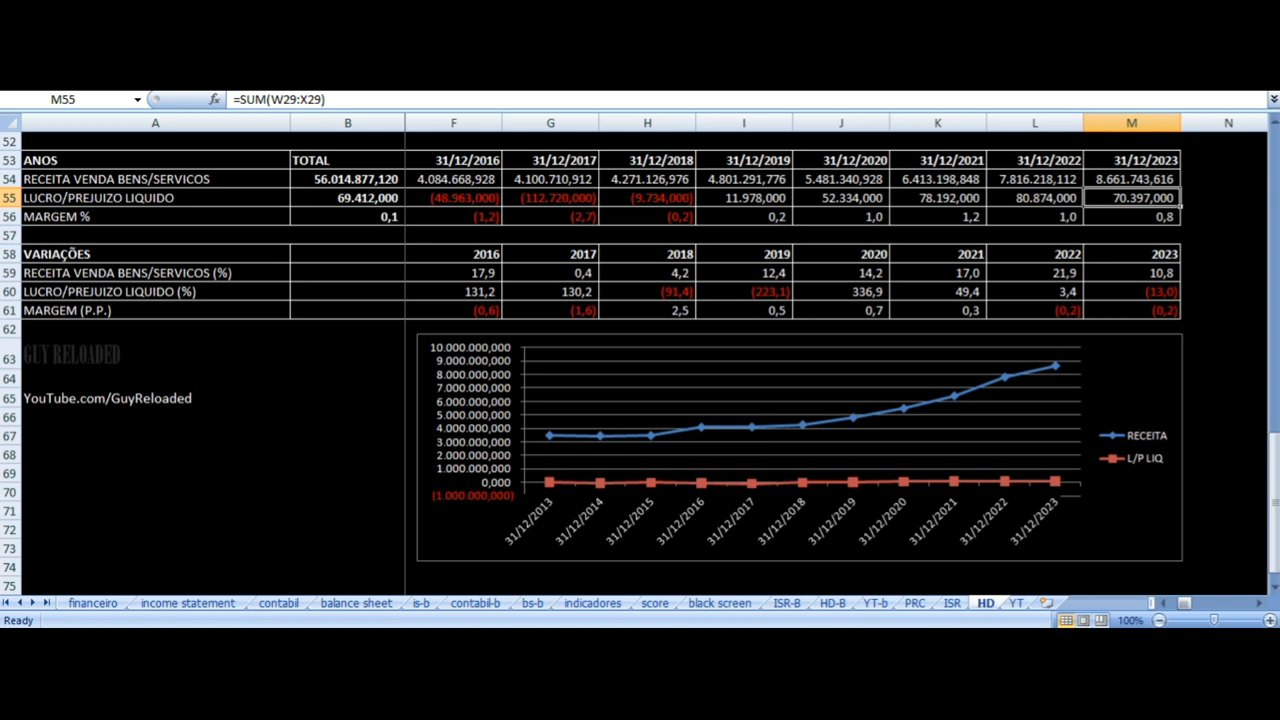 M55 fx =SUM(W29:X29)
A B F G H I J K L M N
52
53 ANOS TOTAL 31/12/2016 31/12/2017 31/12/2018 31/12/2019 31/12/2020 31/12/2021 31/12/2022 31/12/2023
54 RECEITA VENDA BENS/SERVICOS 56.014.877,120 4.084.668,928 4.100.710,912 4.271.126,976 4.801.291,776 5.481.340,928 6.413.198,848 7.816.218,112 8.661.743,616
55 LUCRO/PREJUIZO LIQUIDO 69.412,000 (48.963,000) (112.720,000) (9.734,000) 11.978,000 52.334,000 78.192,000 80.874,000 70.397,000
56 MARGEM % 0,1 (1,2) (2,7) (0,2) 0,2 1,0 1,2 1,0 0,8
57
58 VARIAÇÕES 2016 2017 2018 2019 2020 2021 2022 2023
59 RECEITA VENDA BENS/SERVICOS (%) 17,9 0,4 4,2 12,4 14,2 17,0 21,9 10,8
60 LUCRO/PREJUIZO LIQUIDO (%) 131,2 130,2 (91,4) (223,1) 336,9 49,4 3,4 (13,0)
61 MARGEM (P.P.) (0,6) (1,6) 2,5 0,5 0,7 0,3 (0,2) (0,2)
62
63 GUY RELOADED
64
65 YouTube.com/GuyReloaded
66
67
68
69
70
71
72
73
74
75
10.000.000,000
9.000.000,000
8.000.000,000
7.000.000,000
6.000.000,000
5.000.000,000
4.000.000,000
3.000.000,000
2.000.000,000
1.000.000,000
0,000
(1.000.000,000)
31/12/2013 31/12/2014 31/12/2015 31/12/2016 31/12/2017 31/12/2018 31/12/2019 31/12/2020 31/12/2021 31/12/2022 31/12/2023
RECEITA
L/P LIQ
financeiro income statement contabil balance sheet is-b contabil-b bs-b indicadores score black screen ISR-B HD-B YT-b PRC ISR HD YT
Ready 100%